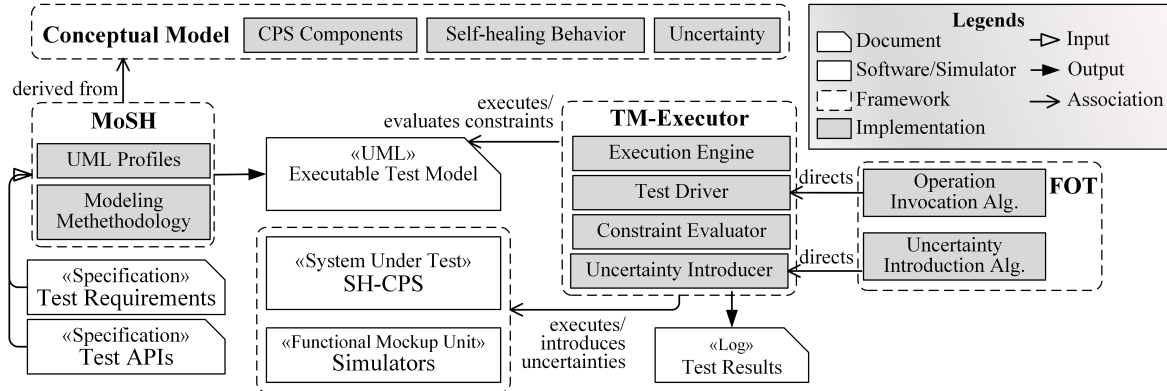 Conceptual Model
CPS Components
Self-healing Behavior
Uncertainty
Legends
Document
Software/Simulator
Framework
Implementation
Input
Output
Association
derived from
MoSH
UML Profiles
Modeling
Methethodology
«Specification»
Test Requirements
«Specification»
Test APIs
«UML»
Executable Test Model
executes/
evaluates constraints
«System Under Test»
SH-CPS
«Functional Mockup Unit»
Simulators
TM-Executor
Execution Engine
Test Driver
Constraint Evaluator
Uncertainty Introducer
executes/
introduces
uncertainties
«Log»
Test Results
directs
directs
FOT
Operation
Invocation Alg.
Uncertainty
Introduction Alg.